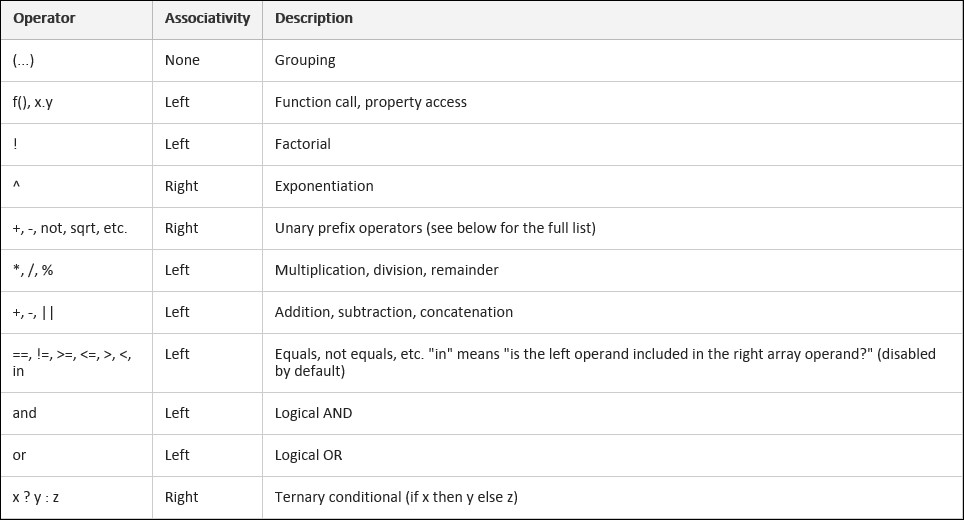 Operator Associativity Description
(...) None Grouping
f(), x.y Left Function call, property access
! Left Factorial
^ Right Exponentiation
+, -, not, sqrt, etc. Right Unary prefix operators (see below for the full list)
*, /, % Left Multiplication, division, remainder
+, -, || Left Addition, subtraction, concatenation
==, !=, >=, <=, >, <, in Left Equals, not equals, etc. "in" means "is the left operand included in the right array operand?" (disabled by default)
and Left Logical AND
or Left Logical OR
x ? y : z Right Ternary conditional (if x then y else z)